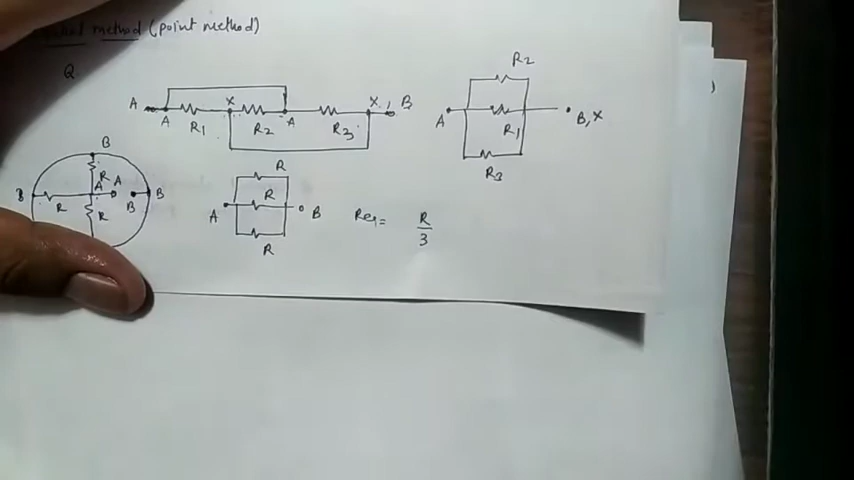 method (point method)
Q
R2
A A R1 X R2 A R3 X, B
A R1 B, X
R3
B
B R A A B B
R R
R
A R B Req = R/3
R